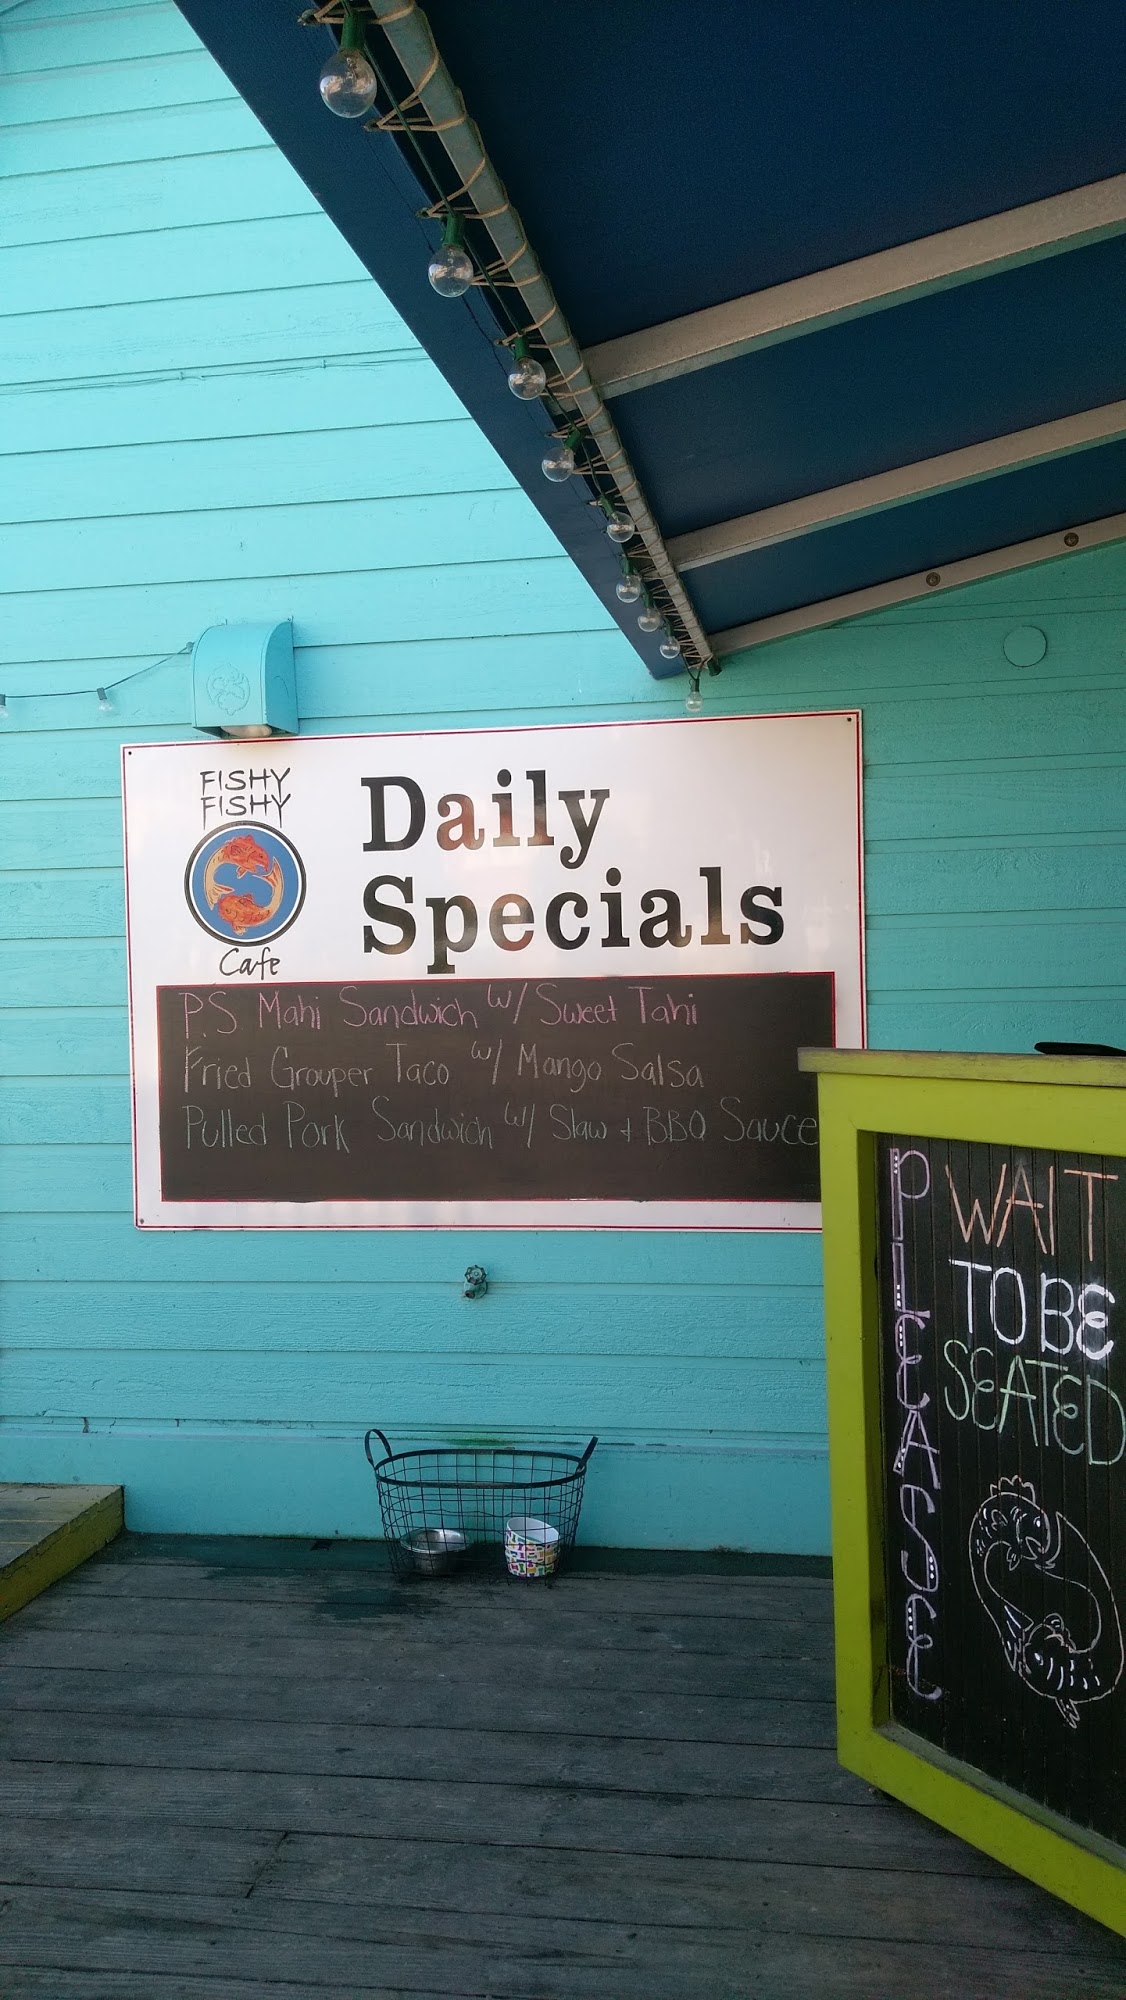 FISHY
FISHY
Cafe
Daily
Specials
P.S Mahi Sandwich w/ Sweet Tahi
Fried Grouper Taco w/ Mango Salsa
Pulled Pork Sandwich w/ Slaw + BBQ Sauce
PLEASE
WAIT
TO BE
SEATED